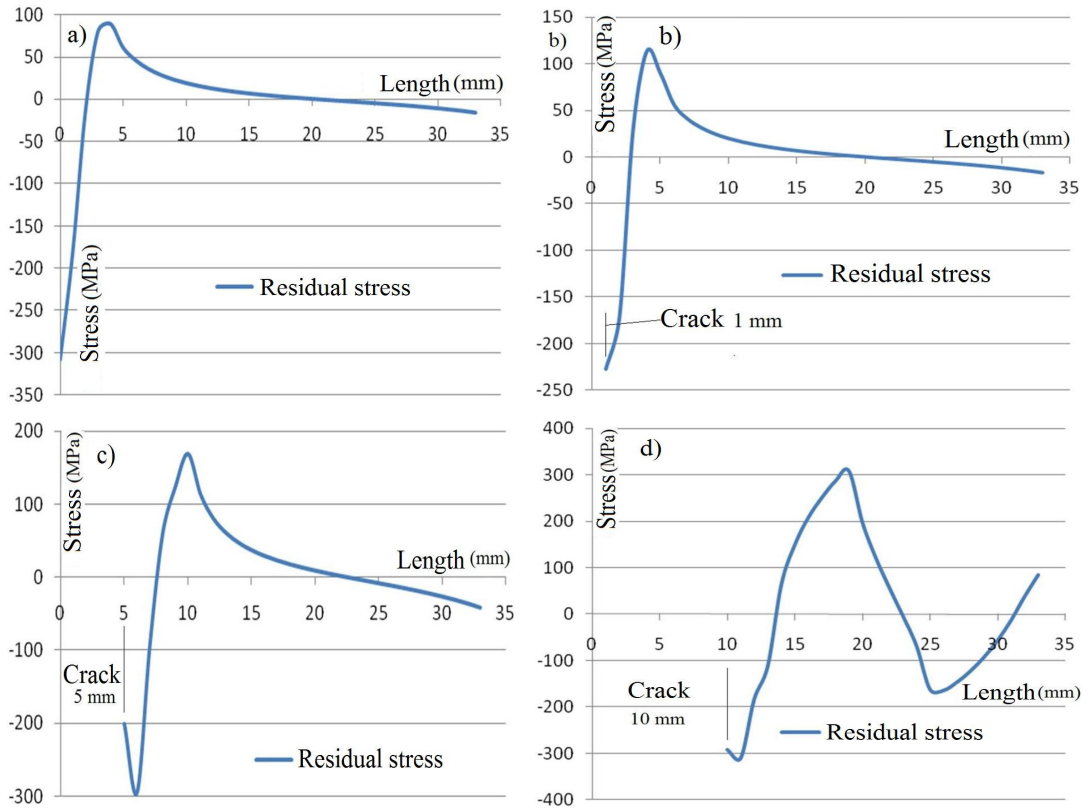 a)
Stress (MPa)
100
50
0
-50
-100
-150
-200
-250
-300
-350
0 5 10 15 20 25 30 35
Length (mm)
Residual stress
b)
b)
Stress (MPa)
150
100
50
0
-50
-100
-150
-200
-250
0 5 10 15 20 25 30 35
Length (mm)
Residual stress
Crack 1 mm
c)
Stress (MPa)
200
100
0
-100
-200
-300
0 5 10 15 20 25 30 35
Length (mm)
Crack
5 mm
Residual stress
d)
Stress (MPa)
400
300
200
100
0
-100
-200
-300
-400
0 5 10 15 20 25 30 35
Length (mm)
Crack
10 mm
Residual stress